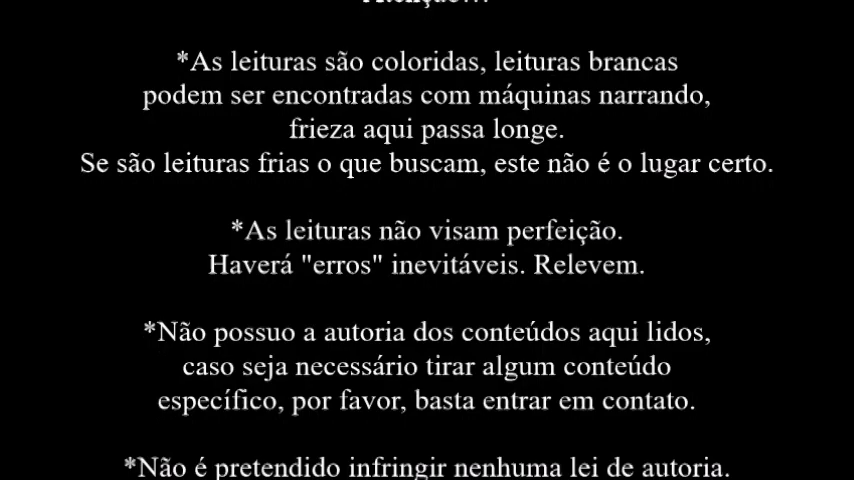 *As leituras são coloridas, leituras brancas
podem ser encontradas com máquinas narrando,
frieza aqui passa longe.
Se são leituras frias o que buscam, este não é o lugar certo.
*As leituras não visam perfeição.
Haverá "erros" inevitáveis. Relevem.
*Não possuo a autoria dos conteúdos aqui lidos,
caso seja necessário tirar algum conteúdo
específico, por favor, basta entrar em contato.
*Não é pretendido infringir nenhuma lei de autoria.